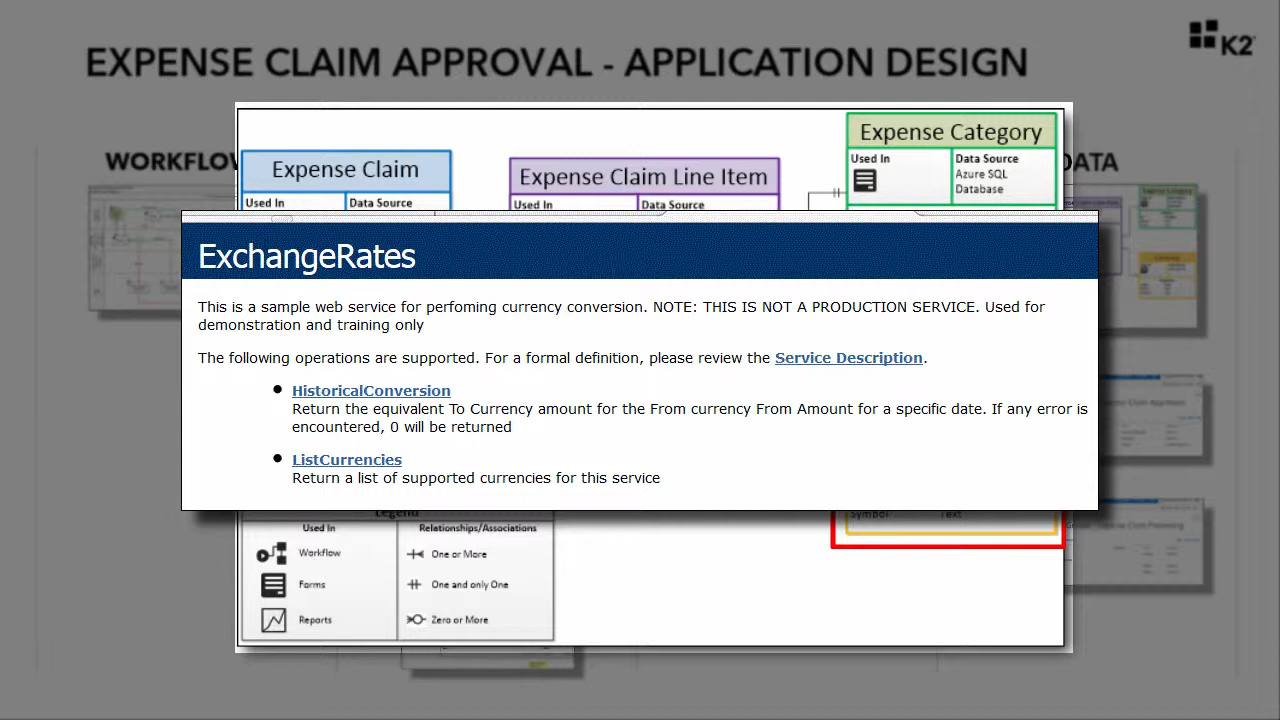 EXPENSE CLAIM APPROVAL - APPLICATION DESIGN
K2
WORKFLOW
DATA
Expense Claim
Used In
Data Source
Expense Claim Line Item
Used In
Data Source
Expense Category
Used In
Data Source
Azure SQL
Database
ExchangeRates
This is a sample web service for perfoming currency conversion. NOTE: THIS IS NOT A PRODUCTION SERVICE. Used for
demonstration and training only
The following operations are supported. For a formal definition, please review the Service Description.
HistoricalConversion
Return the equivalent To Currency amount for the From currency From Amount for a specific date. If any error is
encountered, 0 will be returned
ListCurrencies
Return a list of supported currencies for this service
Symbol Text
Legend
Used In
Relationships/Associations
Workflow
One or More
Forms
One and only One
Reports
Zero or More